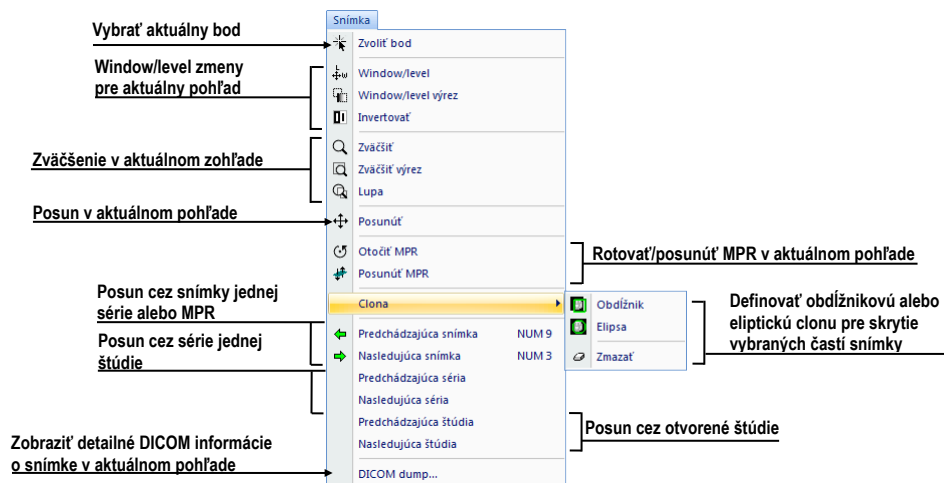 Snímka
Vybrať aktuálny bod
Zvoliť bod
Window/level zmeny
pre aktuálny pohľad
Window/level
Window/level výrez
Invertovať
Zväčšenie v aktuálnom zohľade
Zväčšiť
Zväčšiť výrez
Lupa
Posun v aktuálnom pohľade
Posunúť
Otočiť MPR
Posunúť MPR
Rotovať/posunúť MPR v aktuálnom pohľade
Posun cez snímky jednej
série alebo MPR
Clona
Obdĺžnik
Elipsa
Zmazať
Definovať obdĺžnikovú alebo
eliptickú clonu pre skrytie
vybraných častí snímky
Predchádzajúca snímka NUM 9
Nasledujúca snímka NUM 3
Posun cez série jednej
štúdie
Predchádzajúca séria
Nasledujúca séria
Predchádzajúca štúdia
Nasledujúca štúdia
Posun cez otvorené štúdie
Zobraziť detailné DICOM informácie
o snímke v aktuálnom pohľade
DICOM dump...